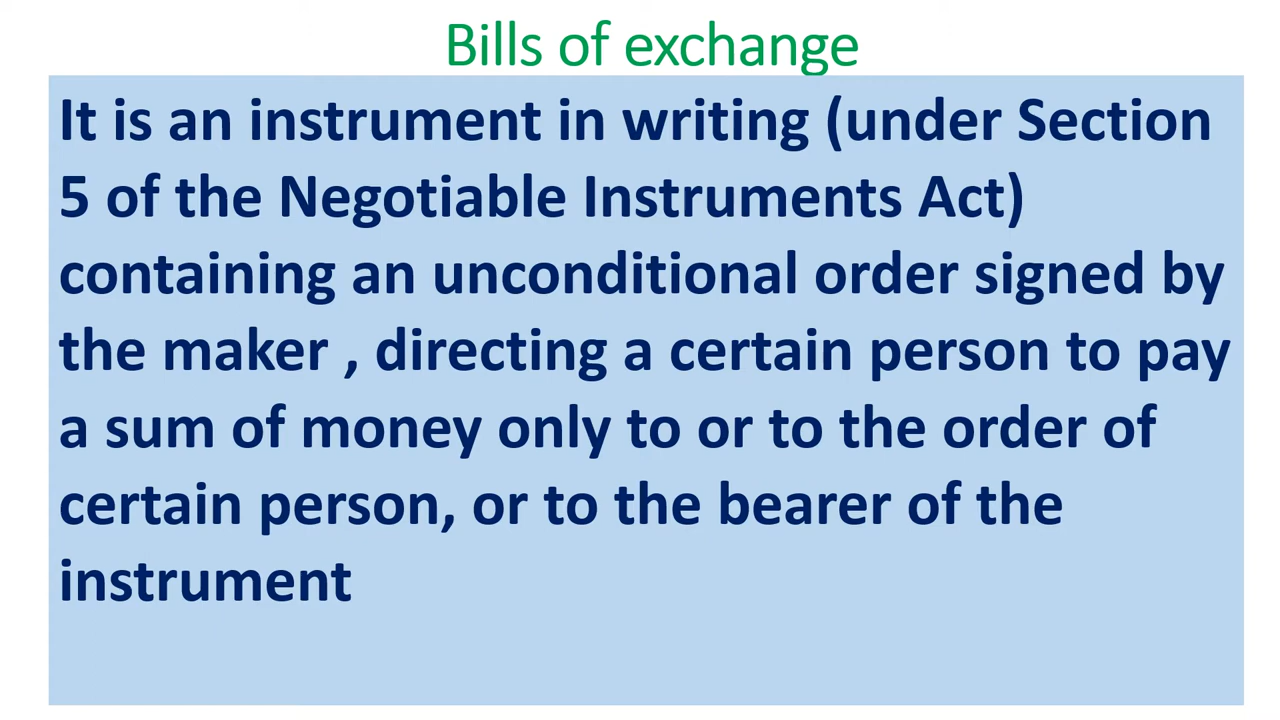 Bills of exchange
It is an instrument in writing (under Section
5 of the Negotiable Instruments Act)
containing an unconditional order signed by
the maker , directing a certain person to pay
a sum of money only to or to the order of
certain person, or to the bearer of the
instrument